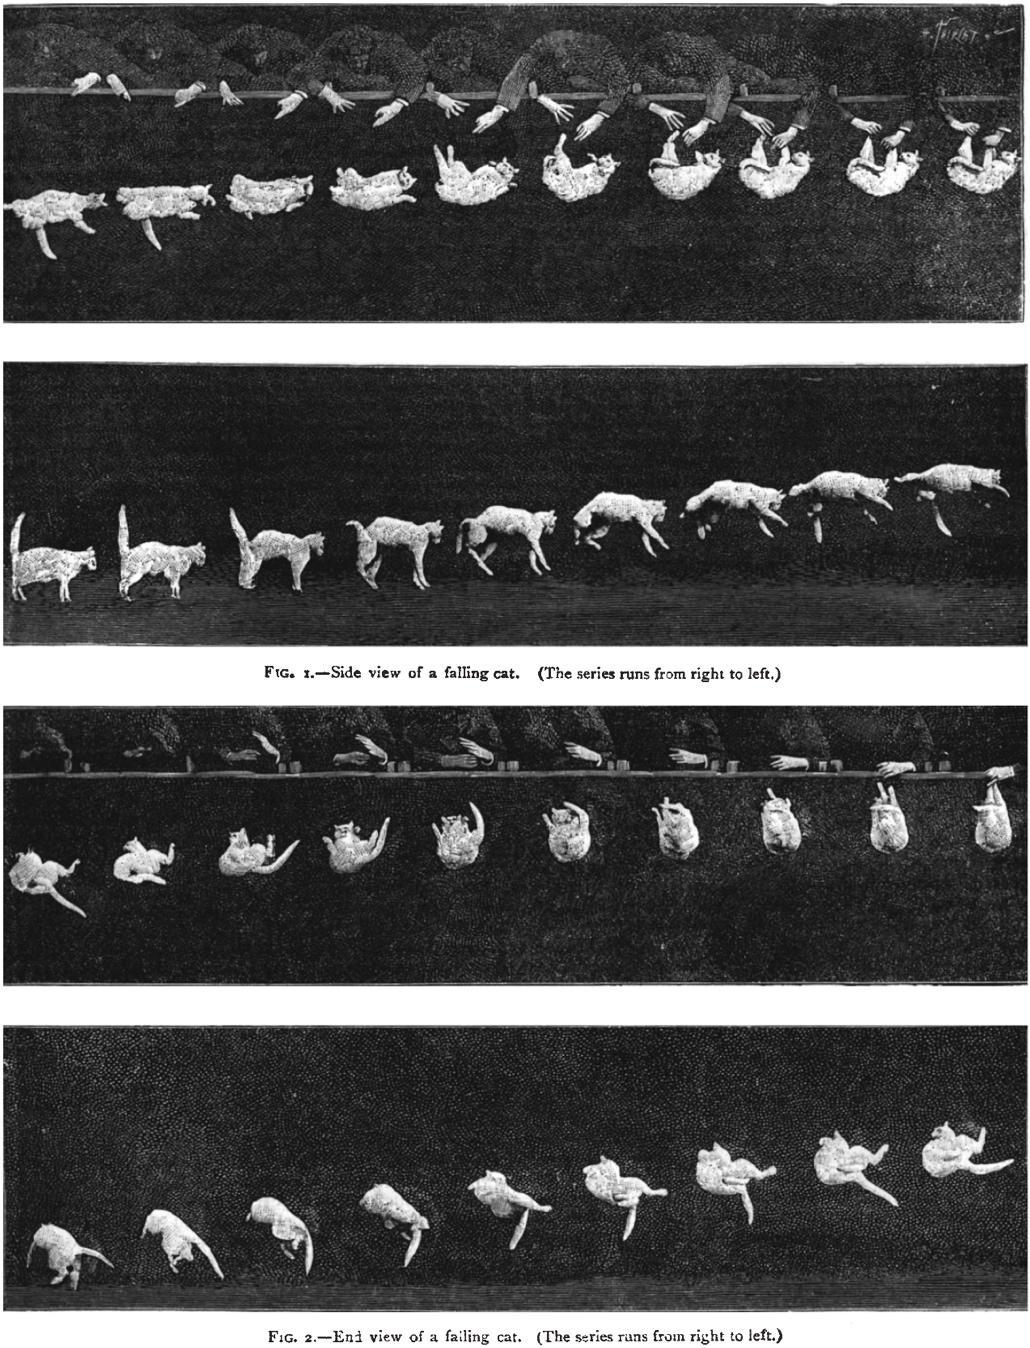 FIG. 1.—Side view of a falling cat. (The series runs from right to left.)
FIG. 2.—End view of a falling cat. (The series runs from right to left.)